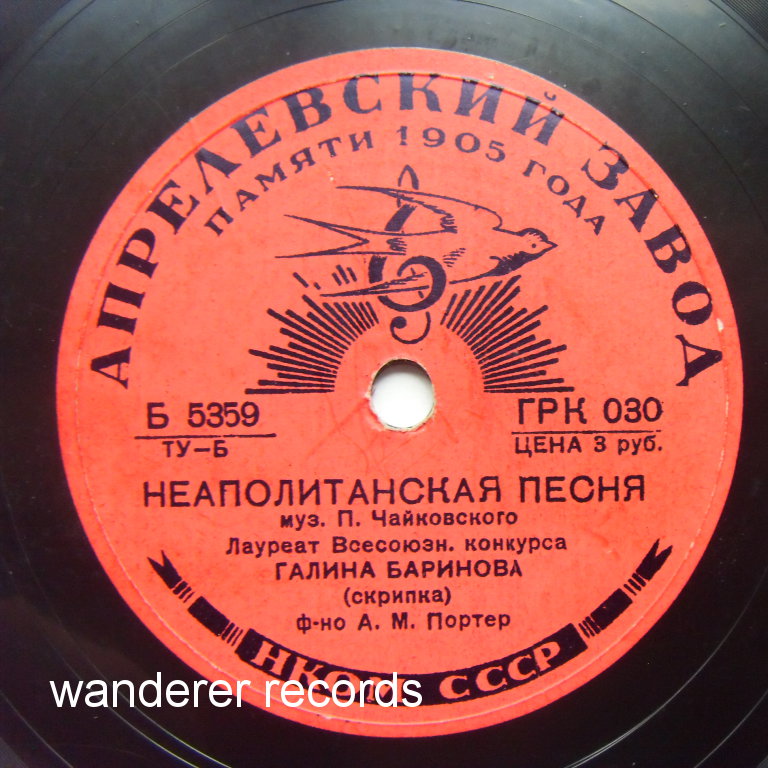 АПРЕЛЕВСКИЙ ЗАВОД
ПАМЯТИ 1905 ГОДА
Б 5359
ТУ-Б
ГРК 030
ЦЕНА 3 руб.
НЕАПОЛИТАНСКАЯ ПЕСНЯ
муз. П. Чайковского
Лауреат Всесоюзн. конкурса
ГАЛИНА БАРИНОВА
(скрипка)
ф-но А. М. Портер
НКОМ СССР
wanderer records